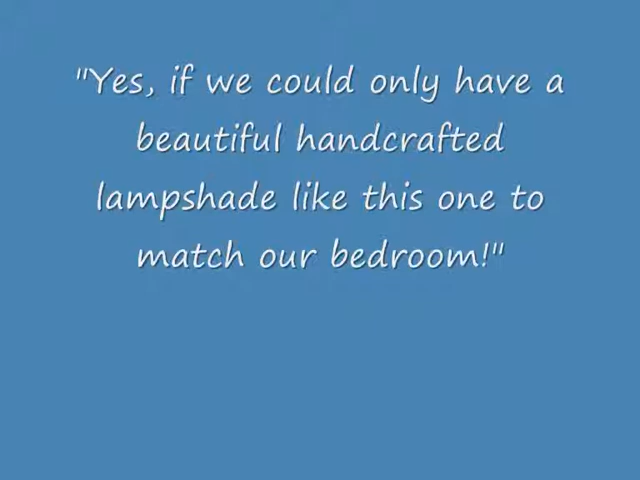 "Yes, if we could only have a
beautiful handcrafted
lampshade like this one to
match our bedroom!"